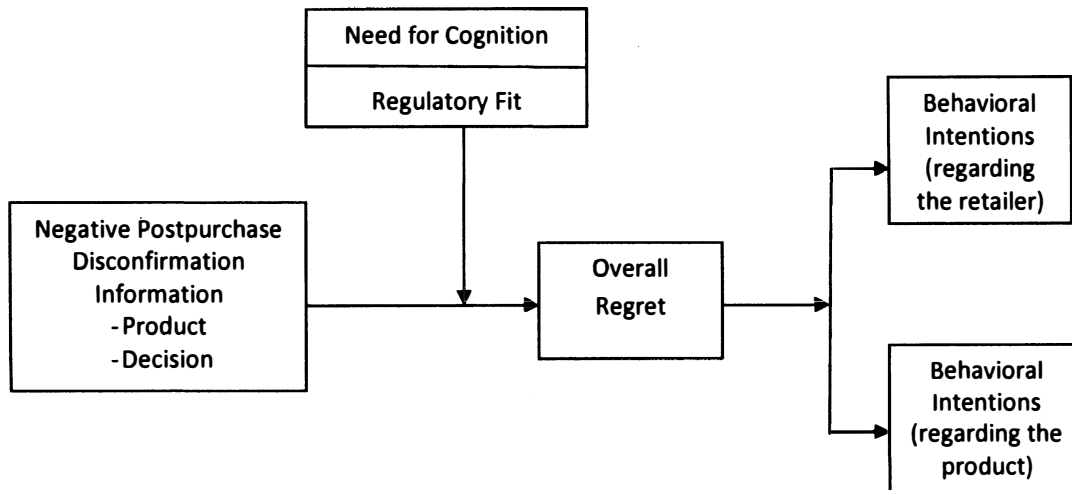 Need for Cognition
Regulatory Fit
Negative Postpurchase
Disconfirmation
Information
-Product
-Decision
Overall
Regret
Behavioral
Intentions
(regarding
the retailer)
Behavioral
Intentions
(regarding the
product)